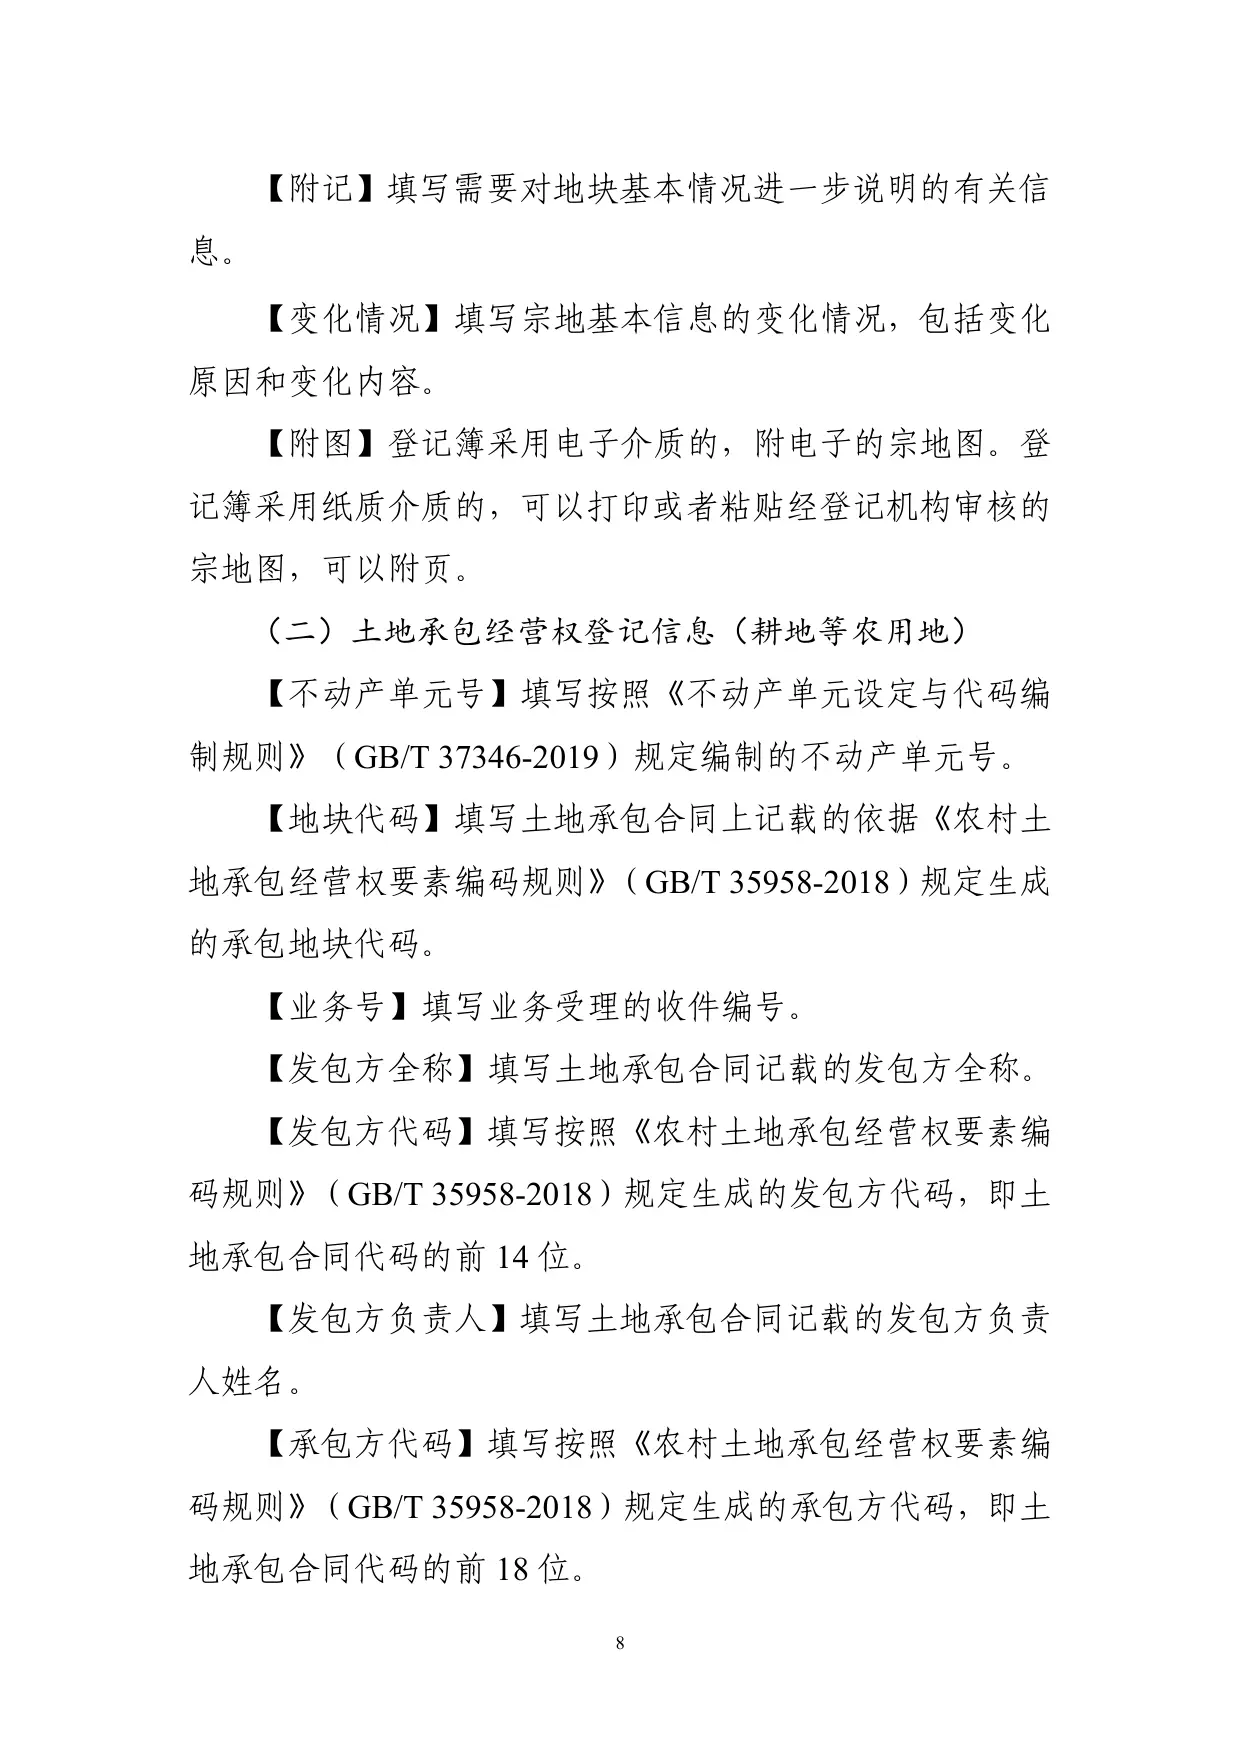 【附记】填写需要对地块基本情况进一步说明的有关信
息。
【变化情况】填写宗地基本信息的变化情况，包括变化
原因和变化内容。
【附图】登记簿采用电子介质的，附电子的宗地图。登
记簿采用纸质介质的，可以打印或者粘贴经登记机构审核的
宗地图，可以附页。
（二）土地承包经营权登记信息（耕地等农用地）
【不动产单元号】填写按照《不动产单元设定与代码编
制规则》（GB/T 37346-2019）规定编制的不动产单元号。
【地块代码】填写土地承包合同上记载的依据《农村土
地承包经营权要素编码规则》（GB/T 35958-2018）规定生成
的承包地块代码。
【业务号】填写业务受理的收件编号。
【发包方全称】填写土地承包合同记载的发包方全称。
【发包方代码】填写按照《农村土地承包经营权要素编
码规则》（GB/T 35958-2018）规定生成的发包方代码，即土
地承包合同代码的前 14 位。
【发包方负责人】填写土地承包合同记载的发包方负责
人姓名。
【承包方代码】填写按照《农村土地承包经营权要素编
码规则》（GB/T 35958-2018）规定生成的承包方代码，即土
地承包合同代码的前 18 位。
8